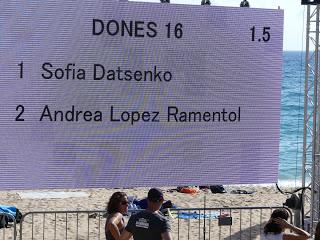 DONES 16 1.5
1 Sofia Datsenko
2 Andrea Lopez Ramentol